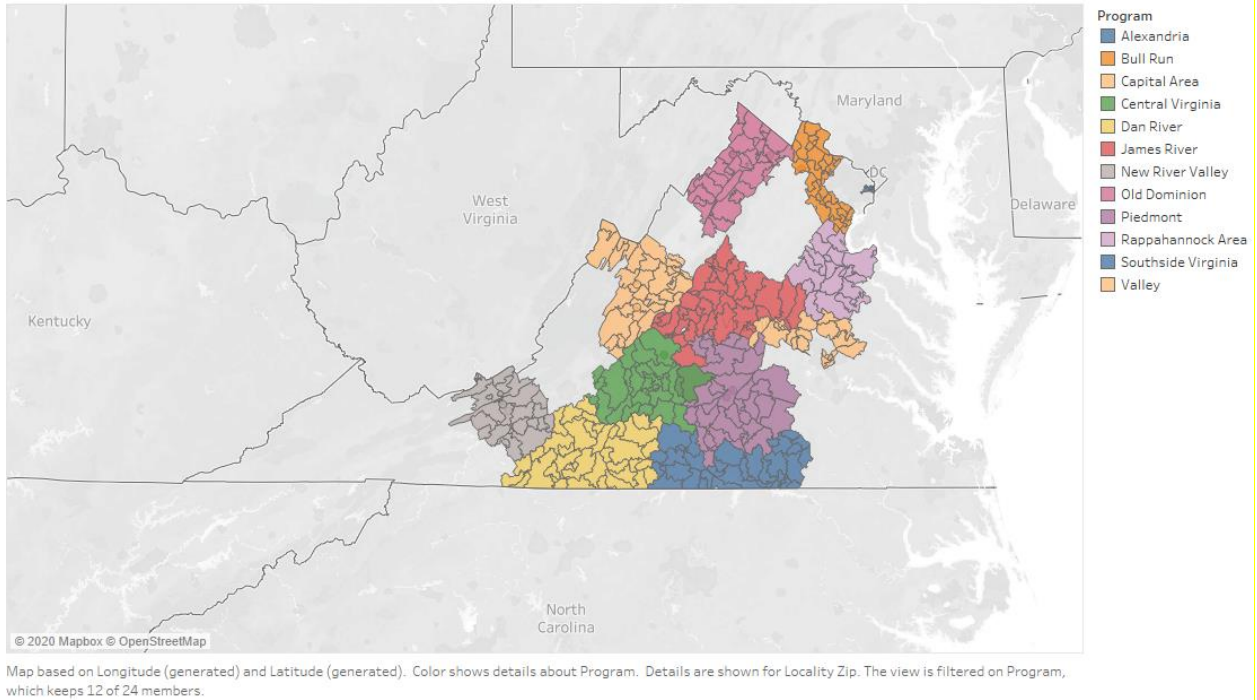 Maryland
DC
West
Virginia
Delaware
Kentucky
North
Carolina
© 2020 Mapbox © OpenStreetMap
Program
Alexandria
Bull Run
Capital Area
Central Virginia
Dan River
James River
New River Valley
Old Dominion
Piedmont
Rappahannock Area
Southside Virginia
Valley
Map based on Longitude (generated) and Latitude (generated). Color shows details about Program. Details are shown for Locality Zip. The view is filtered on Program,
which keeps 12 of 24 members.